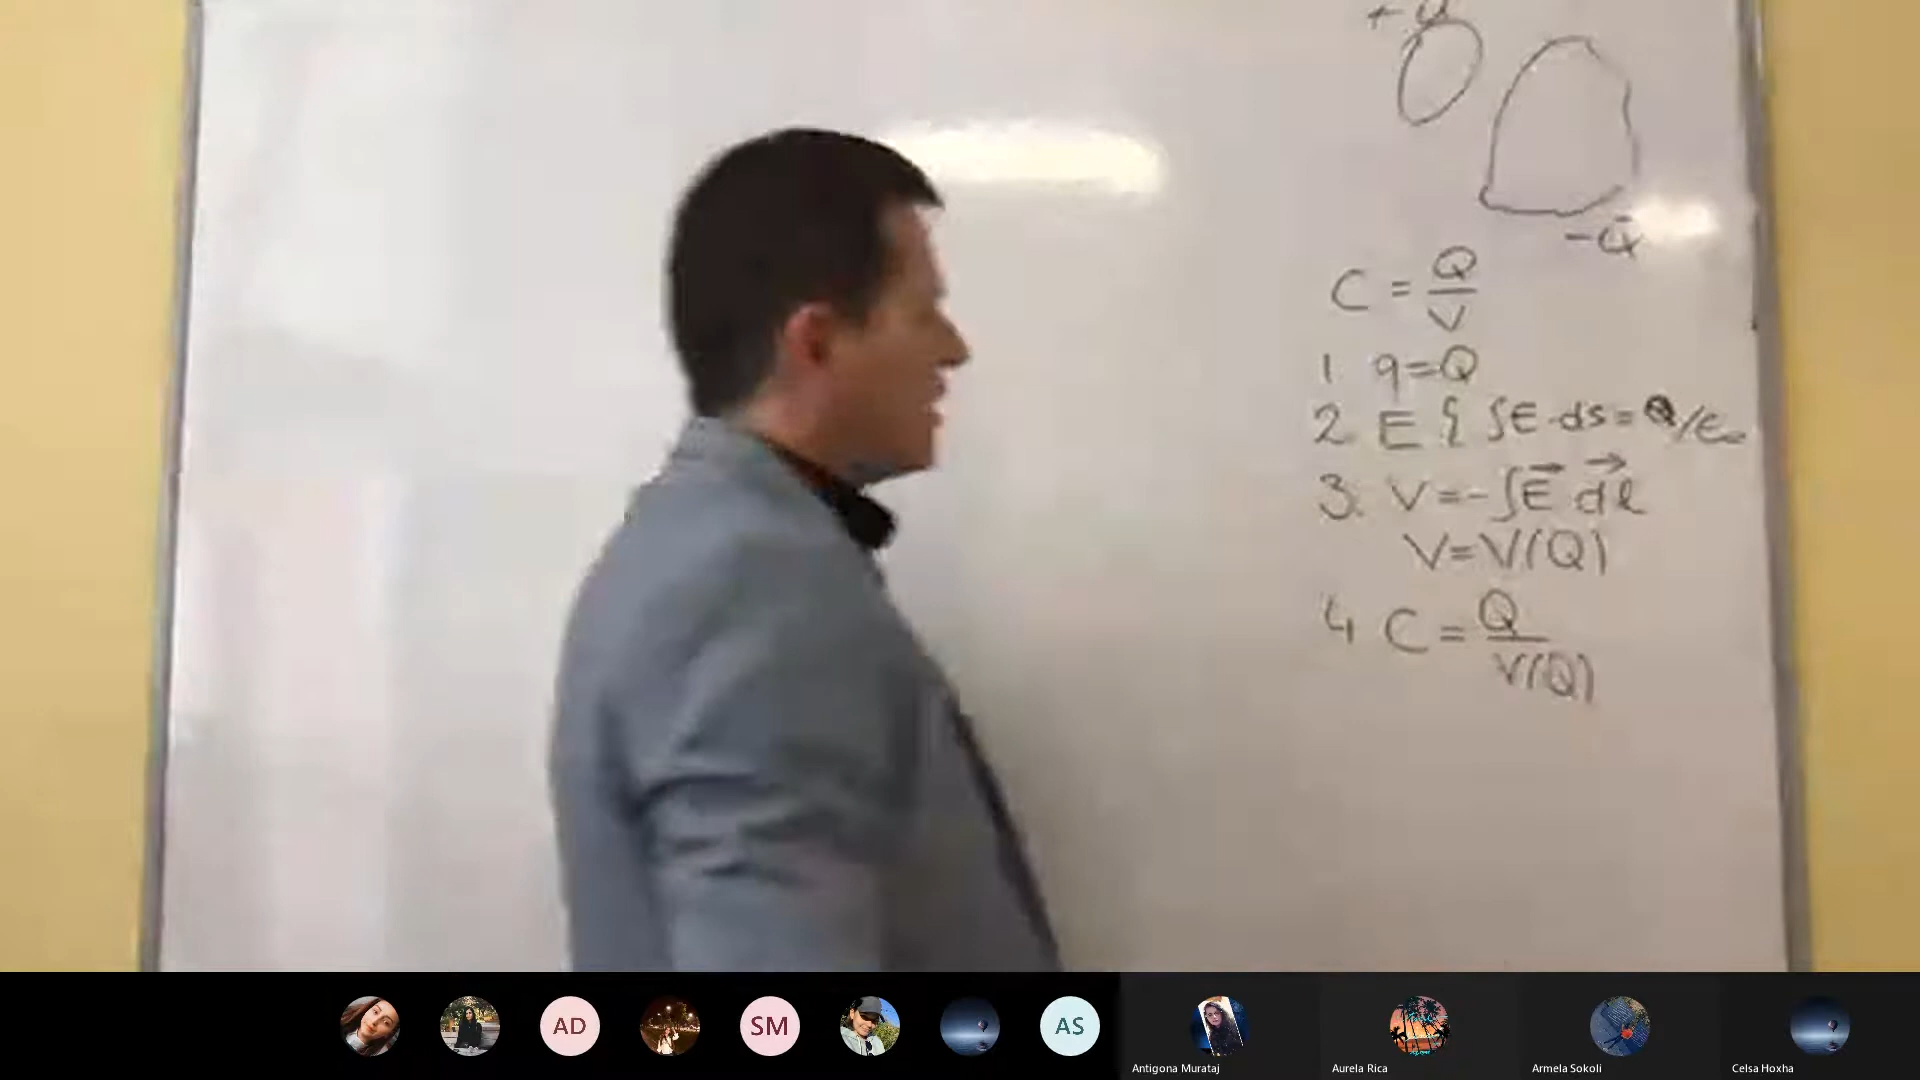 +Q
-Q
C = Q/V
1 q=Q
2 E { ∫E·ds = Q/ε₀
3. V=-∫E⃗ dl⃗
V=V(Q)
4 C = Q/V(Q)
AD
SM
AS
Antigona Murataj
Aurela Rica
Armela Sokoli
Celsa Hoxha